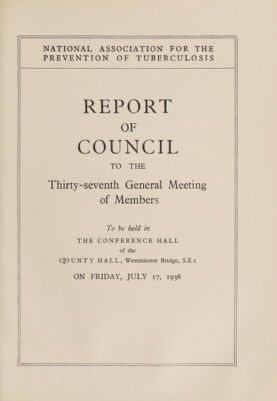 NATIONAL ASSOCIATION FOR THE
PREVENTION OF TUBERCULOSIS
REPORT
OF
COUNCIL
TO THE
Thirty-seventh General Meeting
of Members
To be held in
THE CONFERENCE HALL
of the
COUNTY HALL, Westminster Bridge, S.E.1
ON FRIDAY, JULY 17, 1936